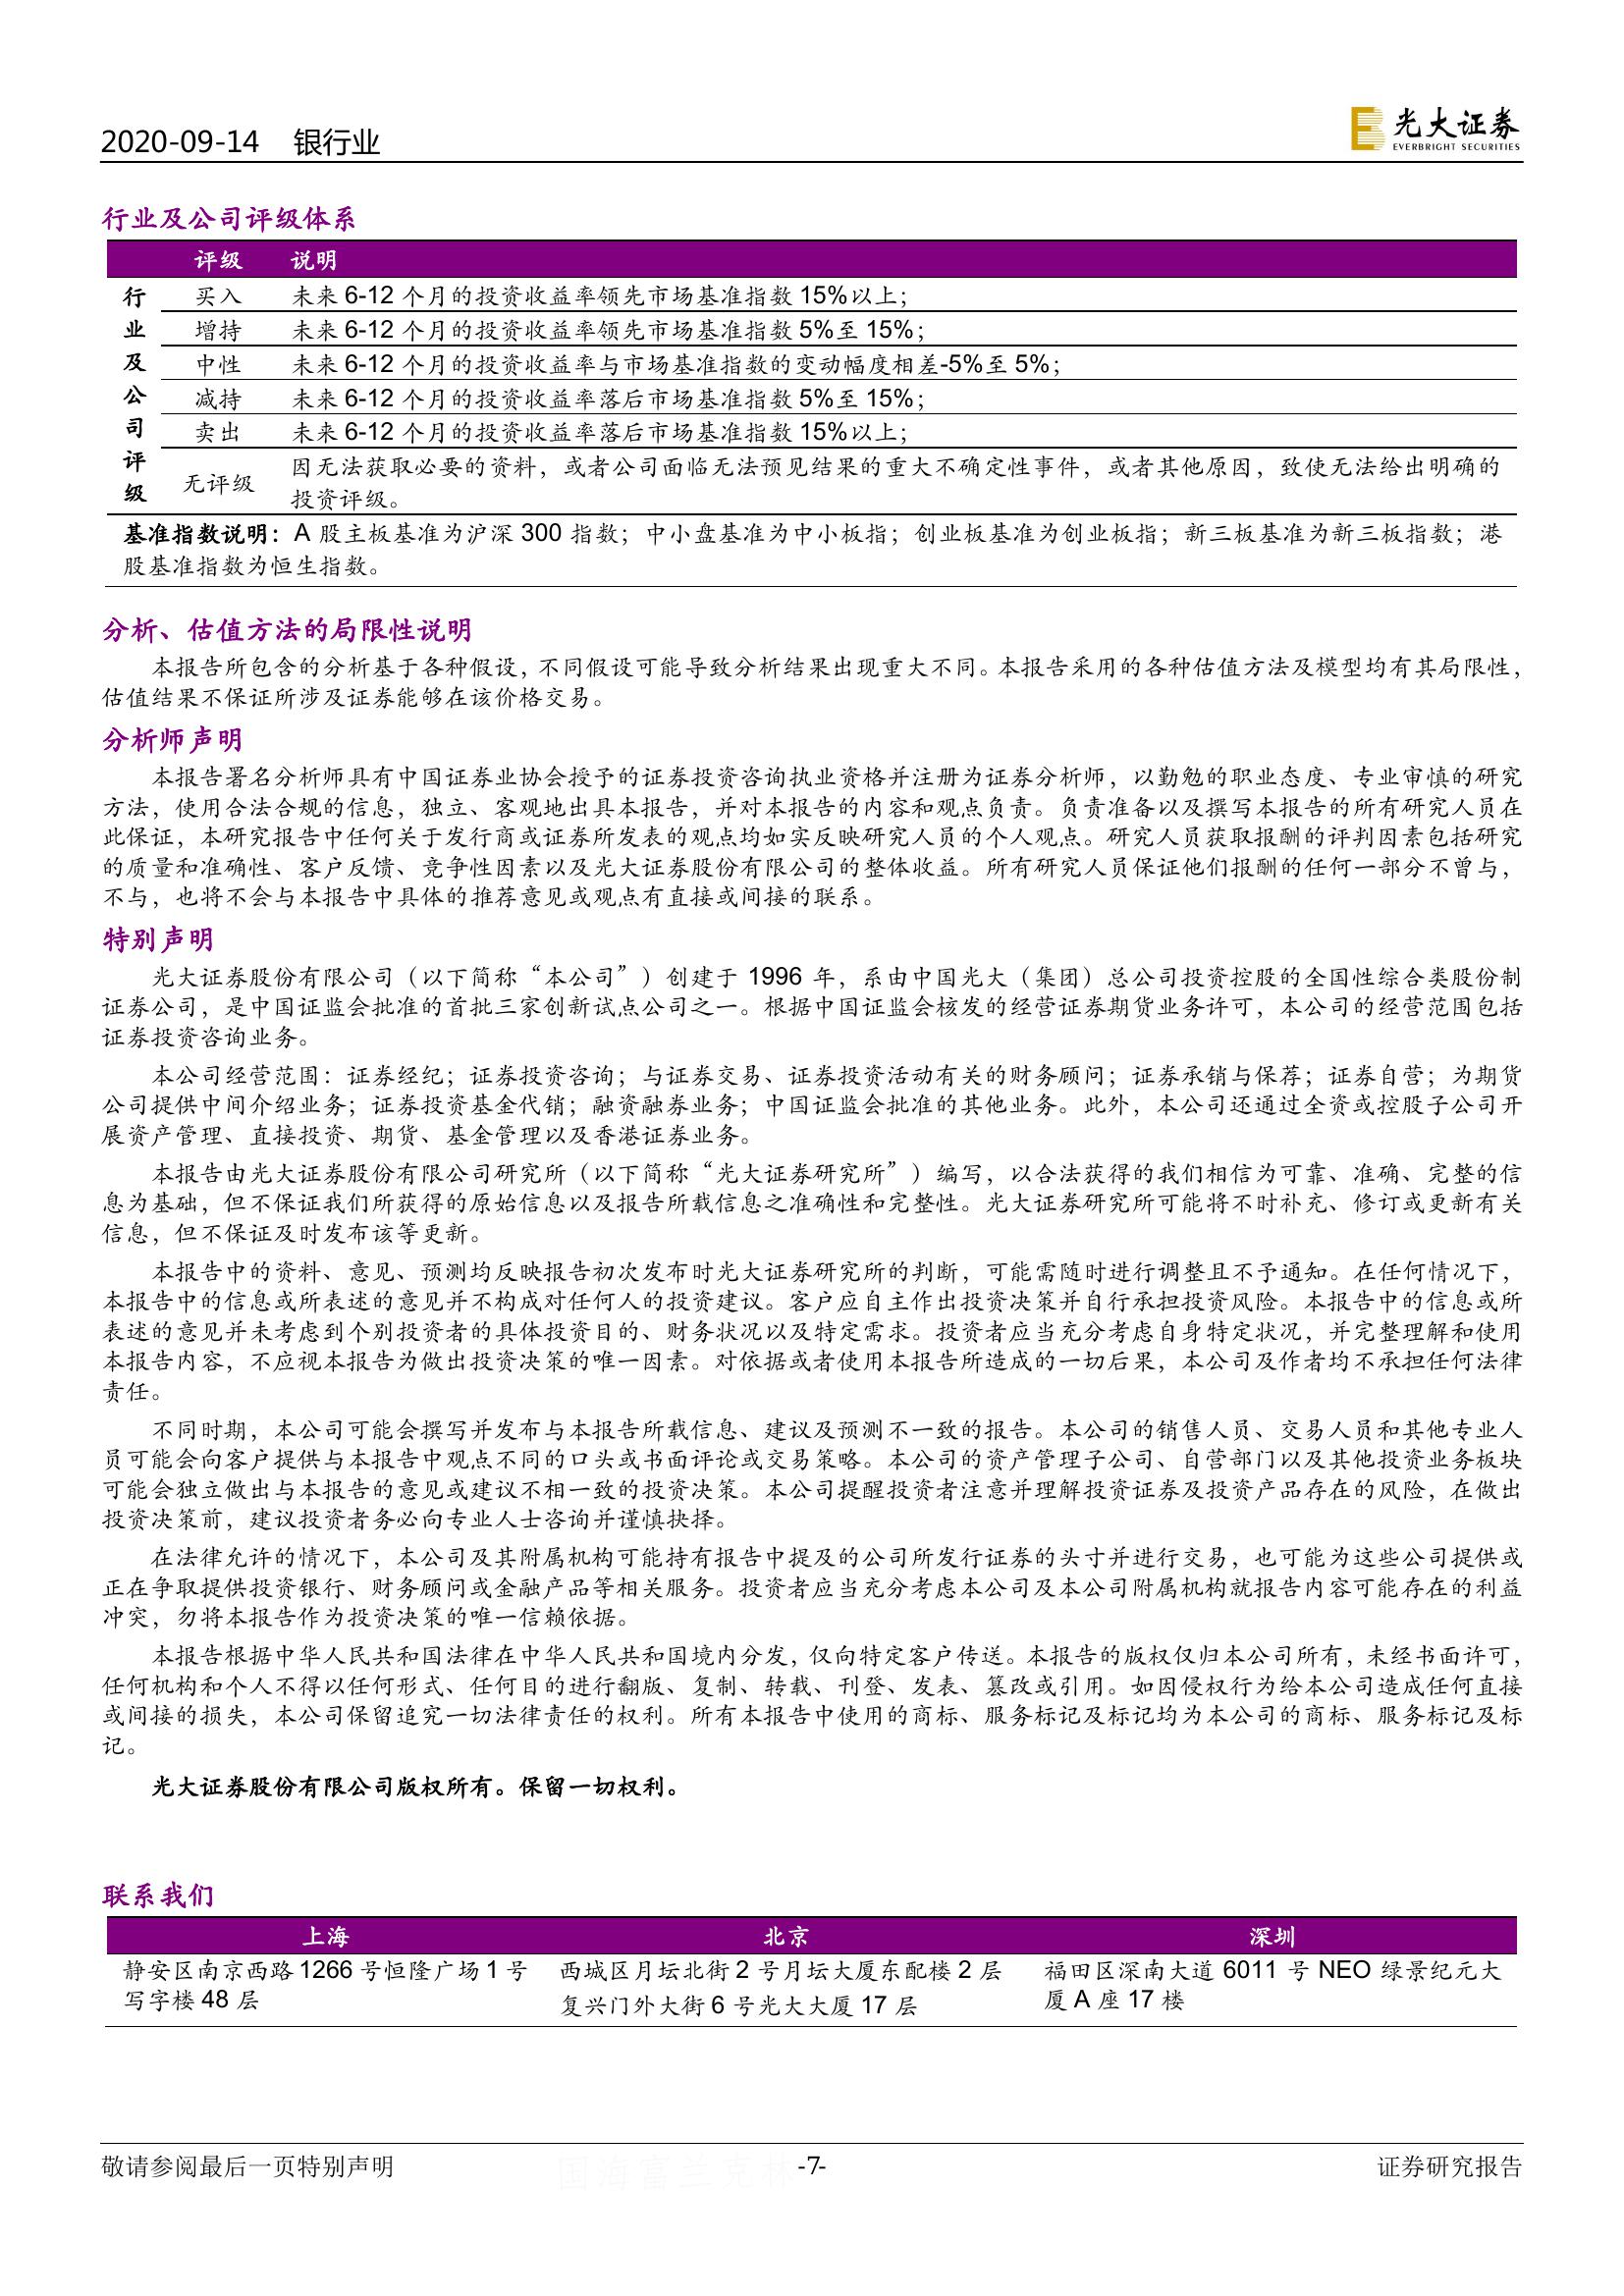 2020-09-14 银行业
光大证券
EVERBRIGHT SECURITIES
行业及公司评级体系
评级 说明
行业及公司评级
买入 未来 6-12 个月的投资收益率领先市场基准指数 15%以上；
增持 未来 6-12 个月的投资收益率领先市场基准指数 5%至 15%；
中性 未来 6-12 个月的投资收益率与市场基准指数的变动幅度相差-5%至 5%；
减持 未来 6-12 个月的投资收益率落后市场基准指数 5%至 15%；
卖出 未来 6-12 个月的投资收益率落后市场基准指数 15%以上；
无评级 因无法获取必要的资料，或者公司面临无法预见结果的重大不确定性事件，或者其他原因，致使无法给出明确的
投资评级。
基准指数说明：A 股主板基准为沪深 300 指数；中小盘基准为中小板指；创业板基准为创业板指；新三板基准为新三板指数；港
股基准指数为恒生指数。
分析、估值方法的局限性说明
本报告所包含的分析基于各种假设，不同假设可能导致分析结果出现重大不同。本报告采用的各种估值方法及模型均有其局限性，
估值结果不保证所涉及证券能够在该价格交易。
分析师声明
本报告署名分析师具有中国证券业协会授予的证券投资咨询执业资格并注册为证券分析师，以勤勉的职业态度、专业审慎的研究
方法，使用合法合规的信息，独立、客观地出具本报告，并对本报告的内容和观点负责。负责准备以及撰写本报告的所有研究人员在
此保证，本研究报告中任何关于发行商或证券所发表的观点均如实反映研究人员的个人观点。研究人员获取报酬的评判因素包括研究
的质量和准确性、客户反馈、竞争性因素以及光大证券股份有限公司的整体收益。所有研究人员保证他们报酬的任何一部分不曾与，
不与，也将不会与本报告中具体的推荐意见或观点有直接或间接的联系。
特别声明
光大证券股份有限公司（以下简称“本公司”）创建于 1996 年，系由中国光大（集团）总公司投资控股的全国性综合类股份制
证券公司，是中国证监会批准的首批三家创新试点公司之一。根据中国证监会核发的经营证券期货业务许可，本公司的经营范围包括
证券投资咨询业务。
本公司经营范围：证券经纪；证券投资咨询；与证券交易、证券投资活动有关的财务顾问；证券承销与保荐；证券自营；为期货
公司提供中间介绍业务；证券投资基金代销；融资融券业务；中国证监会批准的其他业务。此外，本公司还通过全资或控股子公司开
展资产管理、直接投资、期货、基金管理以及香港证券业务。
本报告由光大证券股份有限公司研究所（以下简称“光大证券研究所”）编写，以合法获得的我们相信为可靠、准确、完整的信
息为基础，但不保证我们所获得的原始信息以及报告所载信息之准确性和完整性。光大证券研究所可能将不时补充、修订或更新有关
信息，但不保证及时发布该等更新。
本报告中的资料、意见、预测均反映报告初次发布时光大证券研究所的判断，可能需随时进行调整且不予通知。在任何情况下，
本报告中的信息或所表述的意见并不构成对任何人的投资建议。客户应自主作出投资决策并自行承担投资风险。本报告中的信息或所
表述的意见并未考虑到个别投资者的具体投资目的、财务状况以及特定需求。投资者应当充分考虑自身特定状况，并完整理解和使用
本报告内容，不应视本报告为做出投资决策的唯一因素。对依据或者使用本报告所造成的一切后果，本公司及作者均不承担任何法律
责任。
不同时期，本公司可能会撰写并发布与本报告所载信息、建议及预测不一致的报告。本公司的销售人员、交易人员和其他专业人
员可能会向客户提供与本报告中观点不同的口头或书面评论或交易策略。本公司的资产管理子公司、自营部门以及其他投资业务板块
可能会独立做出与本报告的意见或建议不相一致的投资决策。本公司提醒投资者注意并理解投资证券及投资产品存在的风险，在做出
投资决策前，建议投资者务必向专业人士咨询并谨慎抉择。
在法律允许的情况下，本公司及其附属机构可能持有报告中提及的公司所发行证券的头寸并进行交易，也可能为这些公司提供或
正在争取提供投资银行、财务顾问或金融产品等相关服务。投资者应当充分考虑本公司及本公司附属机构就报告内容可能存在的利益
冲突，勿将本报告作为投资决策的唯一信赖依据。
本报告根据中华人民共和国法律在中华人民共和国境内分发，仅向特定客户传送。本报告的版权仅归本公司所有，未经书面许可，
任何机构和个人不得以任何形式、任何目的进行翻版、复制、转载、刊登、发表、篡改或引用。如因侵权行为给本公司造成任何直接
或间接的损失，本公司保留追究一切法律责任的权利。所有本报告中使用的商标、服务标记及标记均为本公司的商标、服务标记及标
记。
光大证券股份有限公司版权所有。保留一切权利。
联系我们
上海 北京 深圳
静安区南京西路 1266 号恒隆广场 1 号
写字楼 48 层
西城区月坛北街 2 号月坛大厦东配楼 2 层
复兴门外大街 6 号光大大厦 17 层
福田区深南大道 6011 号 NEO 绿景纪元大
厦 A 座 17 楼
国海富兰克林
敬请参阅最后一页特别声明 -7- 证券研究报告